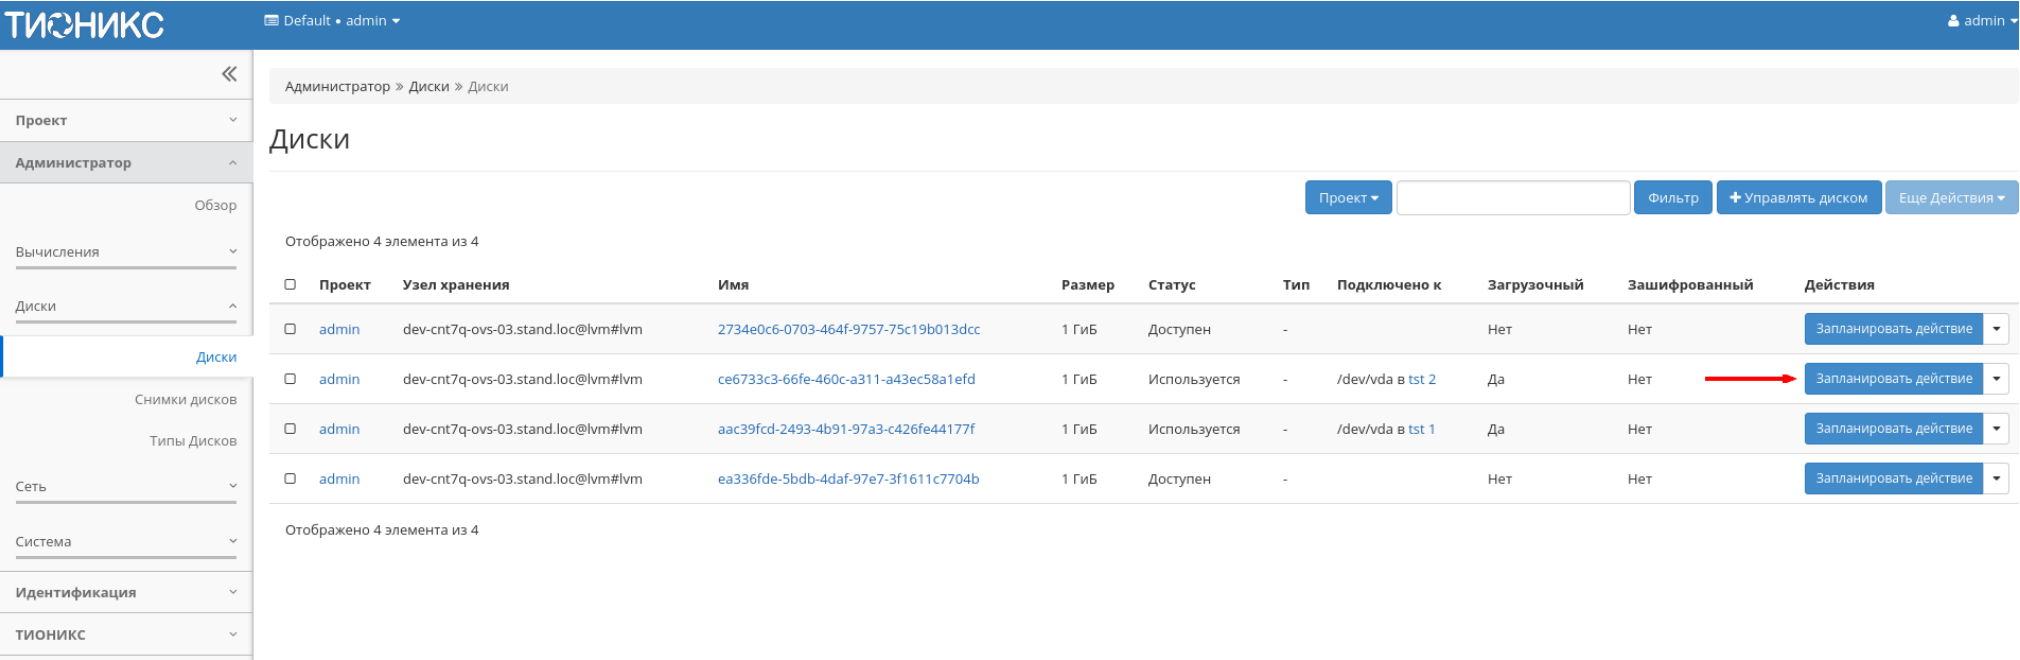 ТИОНИКС
Default • admin
admin
Администратор » Диски » Диски
Проект
Администратор
Обзор
Вычисления
Диски
Диски
Снимки дисков
Типы Дисков
Сеть
Система
Идентификация
ТИОНИКС
Диски
Проект Фильтр Управлять диском Еще Действия
Отображено 4 элемента из 4
Проект Узел хранения Имя Размер Статус Тип Подключено к Загрузочный Зашифрованный Действия
admin dev-cnt7q-ovs-03.stand.loc@lvm#lvm 2734e0c6-0703-464f-9757-75c19b013dcc 1 ГиБ Доступен - Нет Нет Запланировать действие
admin dev-cnt7q-ovs-03.stand.loc@lvm#lvm ce6733c3-66fe-460c-a311-a43ec58a1efd 1 ГиБ Используется - /dev/vda в tst 2 Да Нет Запланировать действие
admin dev-cnt7q-ovs-03.stand.loc@lvm#lvm aac39fcd-2493-4b91-97a3-c426fe44177f 1 ГиБ Используется - /dev/vda в tst 1 Да Нет Запланировать действие
admin dev-cnt7q-ovs-03.stand.loc@lvm#lvm ea336fde-5bdb-4daf-97e7-3f1611c7704b 1 ГиБ Доступен - Нет Нет Запланировать действие
Отображено 4 элемента из 4